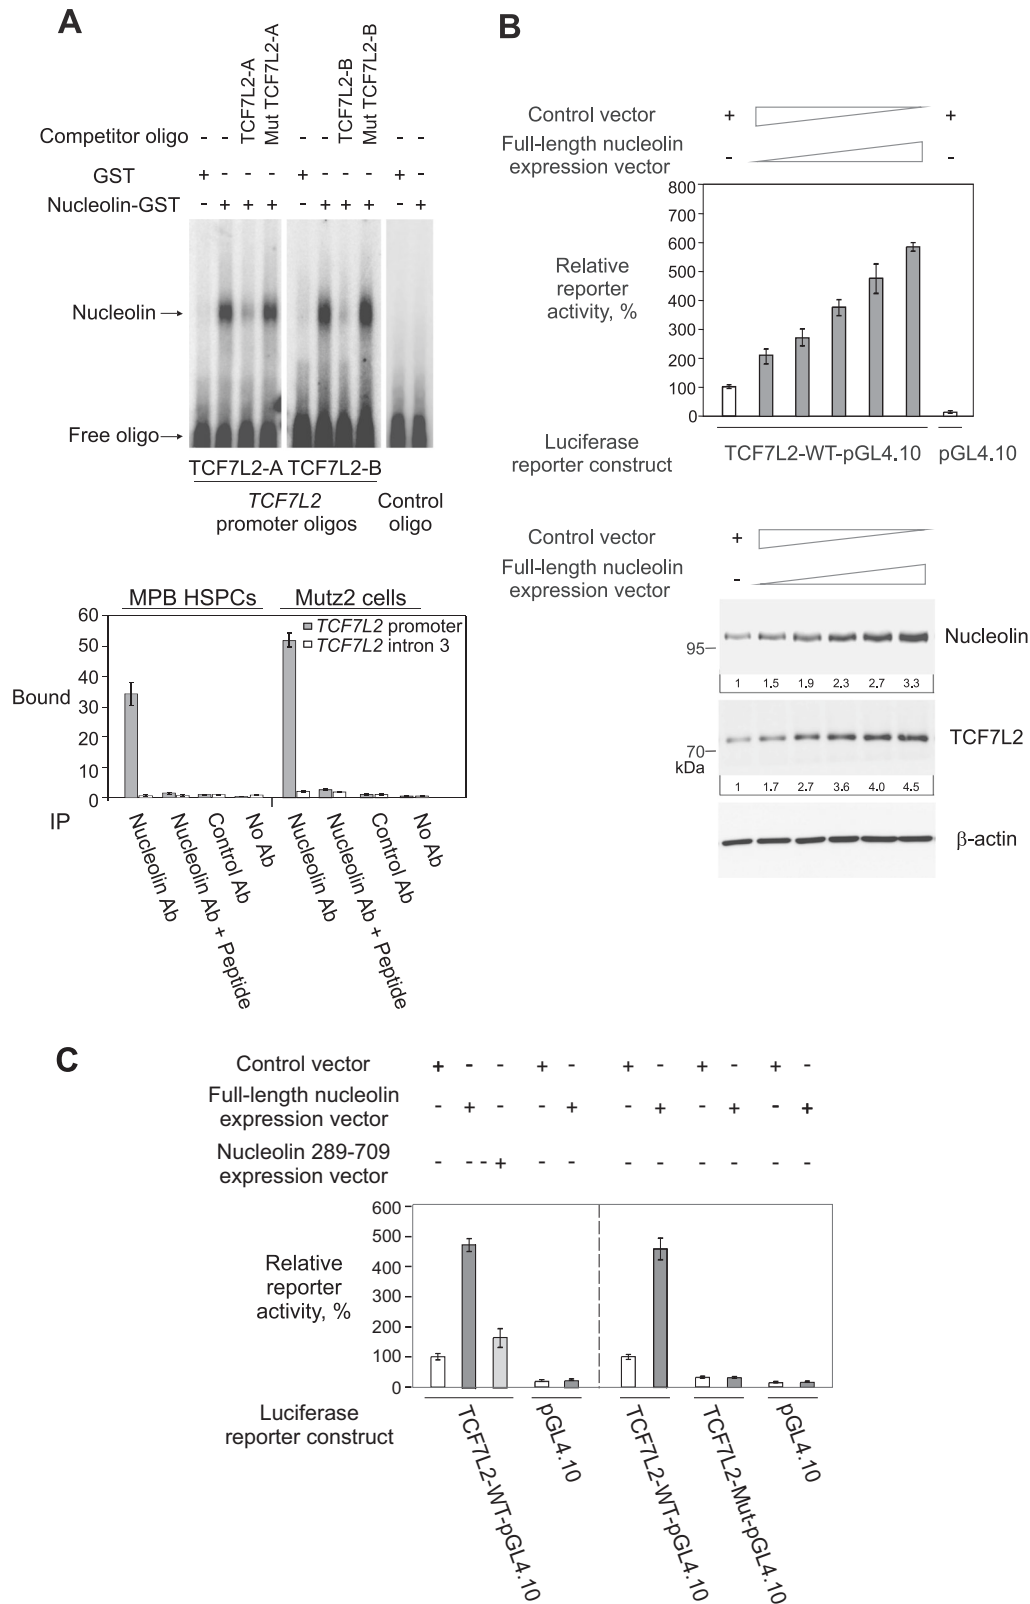 A
TCF7L2-A
Mut TCF7L2-A
TCF7L2-B
Mut TCF7L2-B
Competitor oligo - - - - - -
GST + - - - + - - - + -
Nucleolin-GST - + + + - + + + - +
Nucleolin
Free oligo
TCF7L2-A TCF7L2-B
TCF7L2
promoter oligos
Control
oligo
MPB HSPCs Mutz2 cells
TCF7L2 promoter
TCF7L2 intron 3
60
50
40
30
20
10
0
Bound
IP
Nucleolin Ab
Nucleolin Ab + Peptide
Control Ab
No Ab
Nucleolin Ab
Nucleolin Ab + Peptide
Control Ab
No Ab
B
Control vector + +
Full-length nucleolin
expression vector - -
800
700
600
500
400
300
200
100
0
Relative
reporter
activity, %
Luciferase
reporter construct
TCF7L2-WT-pGL4.10 pGL4.10
Control vector +
Full-length nucleolin
expression vector -
95
Nucleolin
1 1.5 1.9 2.3 2.7 3.3
70
kDa
TCF7L2
1 1.7 2.7 3.6 4.0 4.5
β-actin
C
Control vector + - - + - + - + - + -
Full-length nucleolin
expression vector - + - - + - + - + - +
Nucleolin 289-709
expression vector - - - + - - - - - - - -
600
500
400
300
200
100
0
Relative
reporter
activity, %
Luciferase
reporter construct
TCF7L2-WT-pGL4.10
pGL4.10
TCF7L2-WT-pGL4.10
TCF7L2-Mut-pGL4.10
pGL4.10